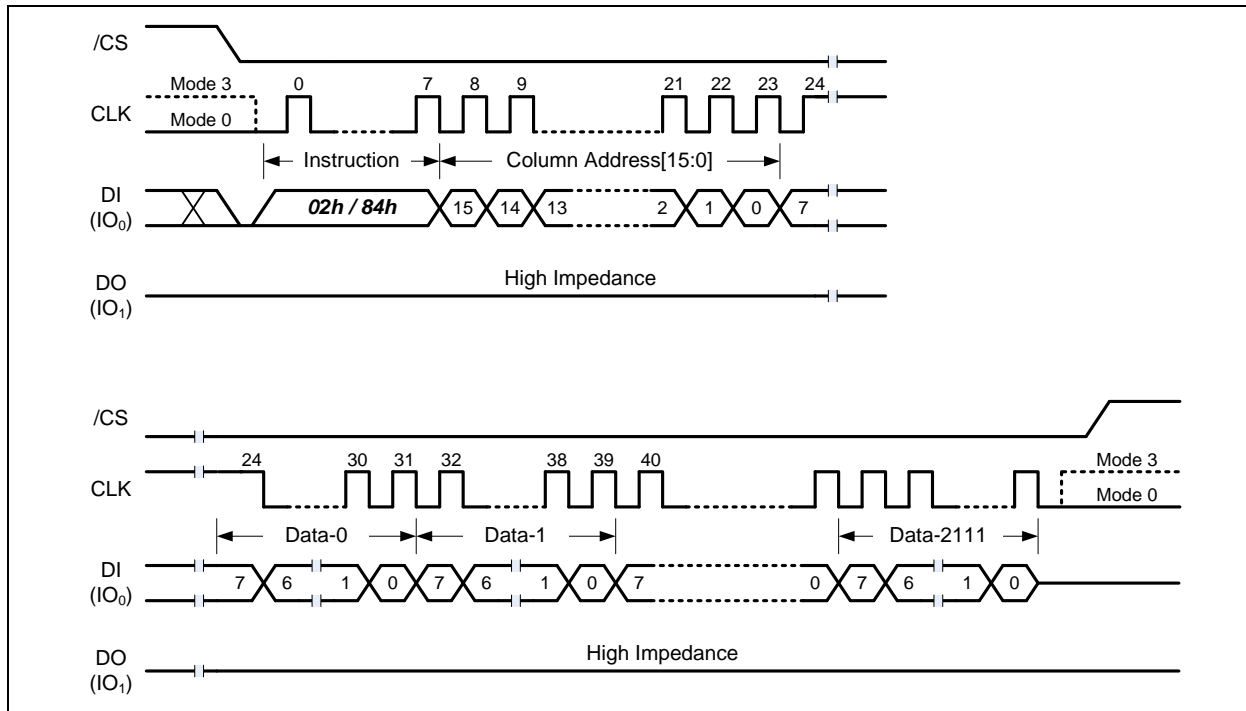 /CS
Mode 3 0 7 8 9 21 22 23 24
CLK
Mode 0
Instruction Column Address[15:0]
DI
(IO0) 02h / 84h 15 14 13 2 1 0 7
DO
(IO1) High Impedance
/CS
24 30 31 32 38 39 40 Mode 3
CLK
Mode 0
Data-0 Data-1 Data-2111
DI
(IO0) 7 6 1 0 7 6 1 0 7 0 7 6 1 0
DO
(IO1) High Impedance